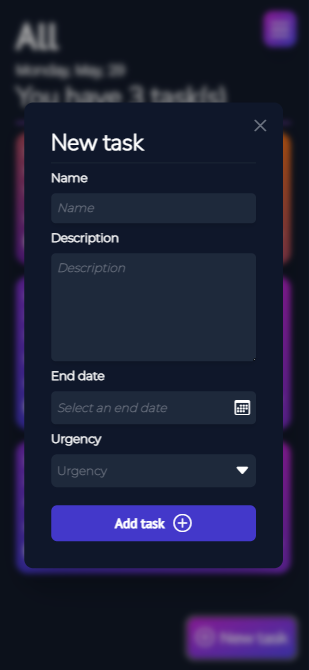 All
Monday, May, 29
You have 3 task(s)
New task
Name
Name
Description
Description
End date
Select an end date
Urgency
Urgency
Add task
New task